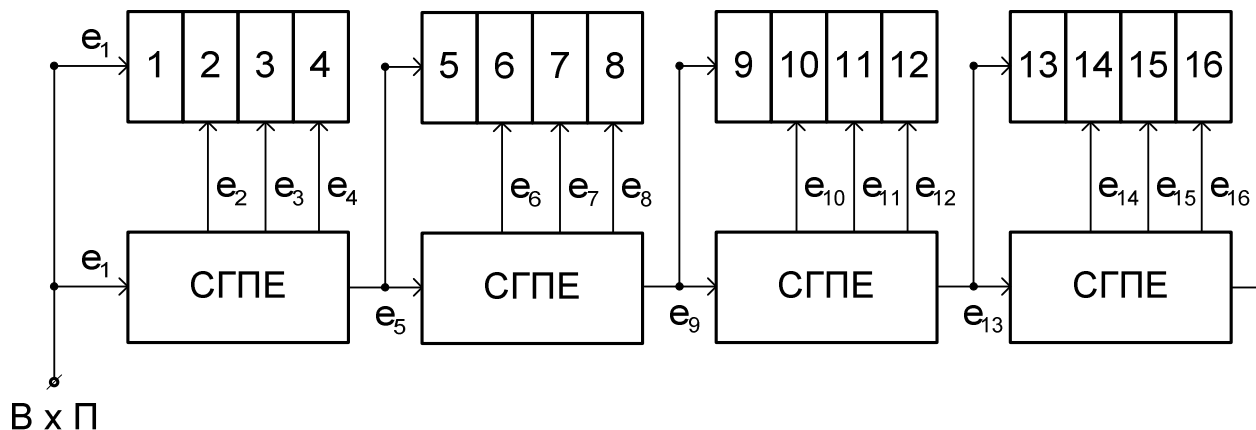 e1 1 2 3 4 5 6 7 8 9 10 11 12 13 14 15 16
e2 e3 e4 e6 e7 e8 e10 e11 e12 e14 e15 e16
e1 СГПЕ СГПЕ СГПЕ СГПЕ
e5 e9 e13
В х П